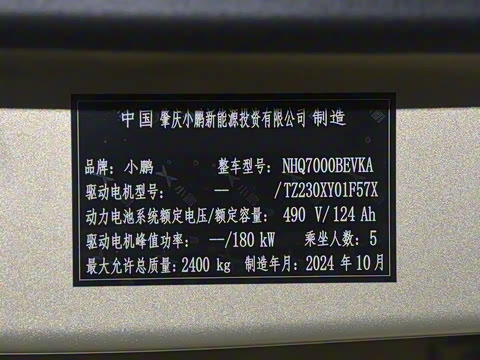 中国 肇庆小鹏新能源投资有限公司 制造
品牌：小鹏 整车型号：NHQ7000BEVKA
驱动电机型号： — /TZ230XY01F57X
动力电池系统额定电压/额定容量： 490 V/124 Ah
驱动电机峰值功率： —/180 kW 乘坐人数：5
最大允许总质量：2400 kg 制造年月：2024 年 10 月